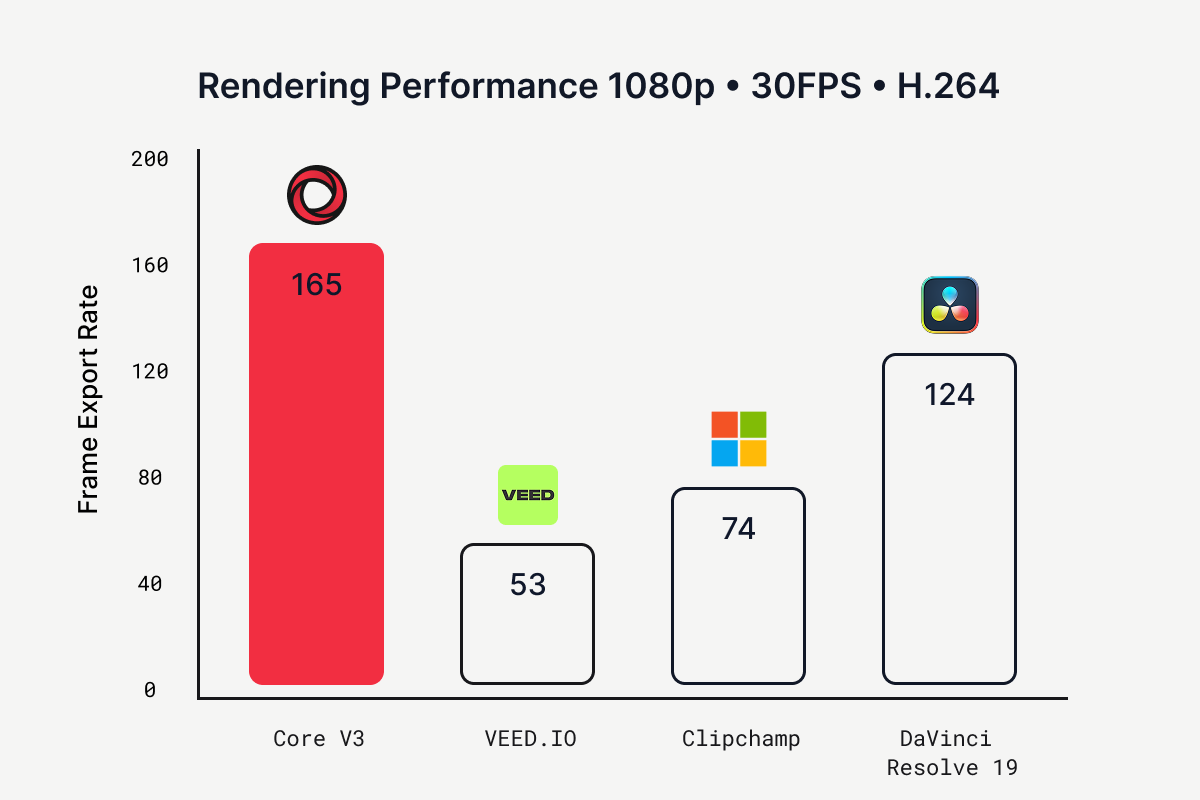 Rendering Performance 1080p • 30FPS • H.264
Frame Export Rate
200
160
120
80
40
0
165
VEED
53
74
124
Core V3
VEED.IO
Clipchamp
DaVinci
Resolve 19